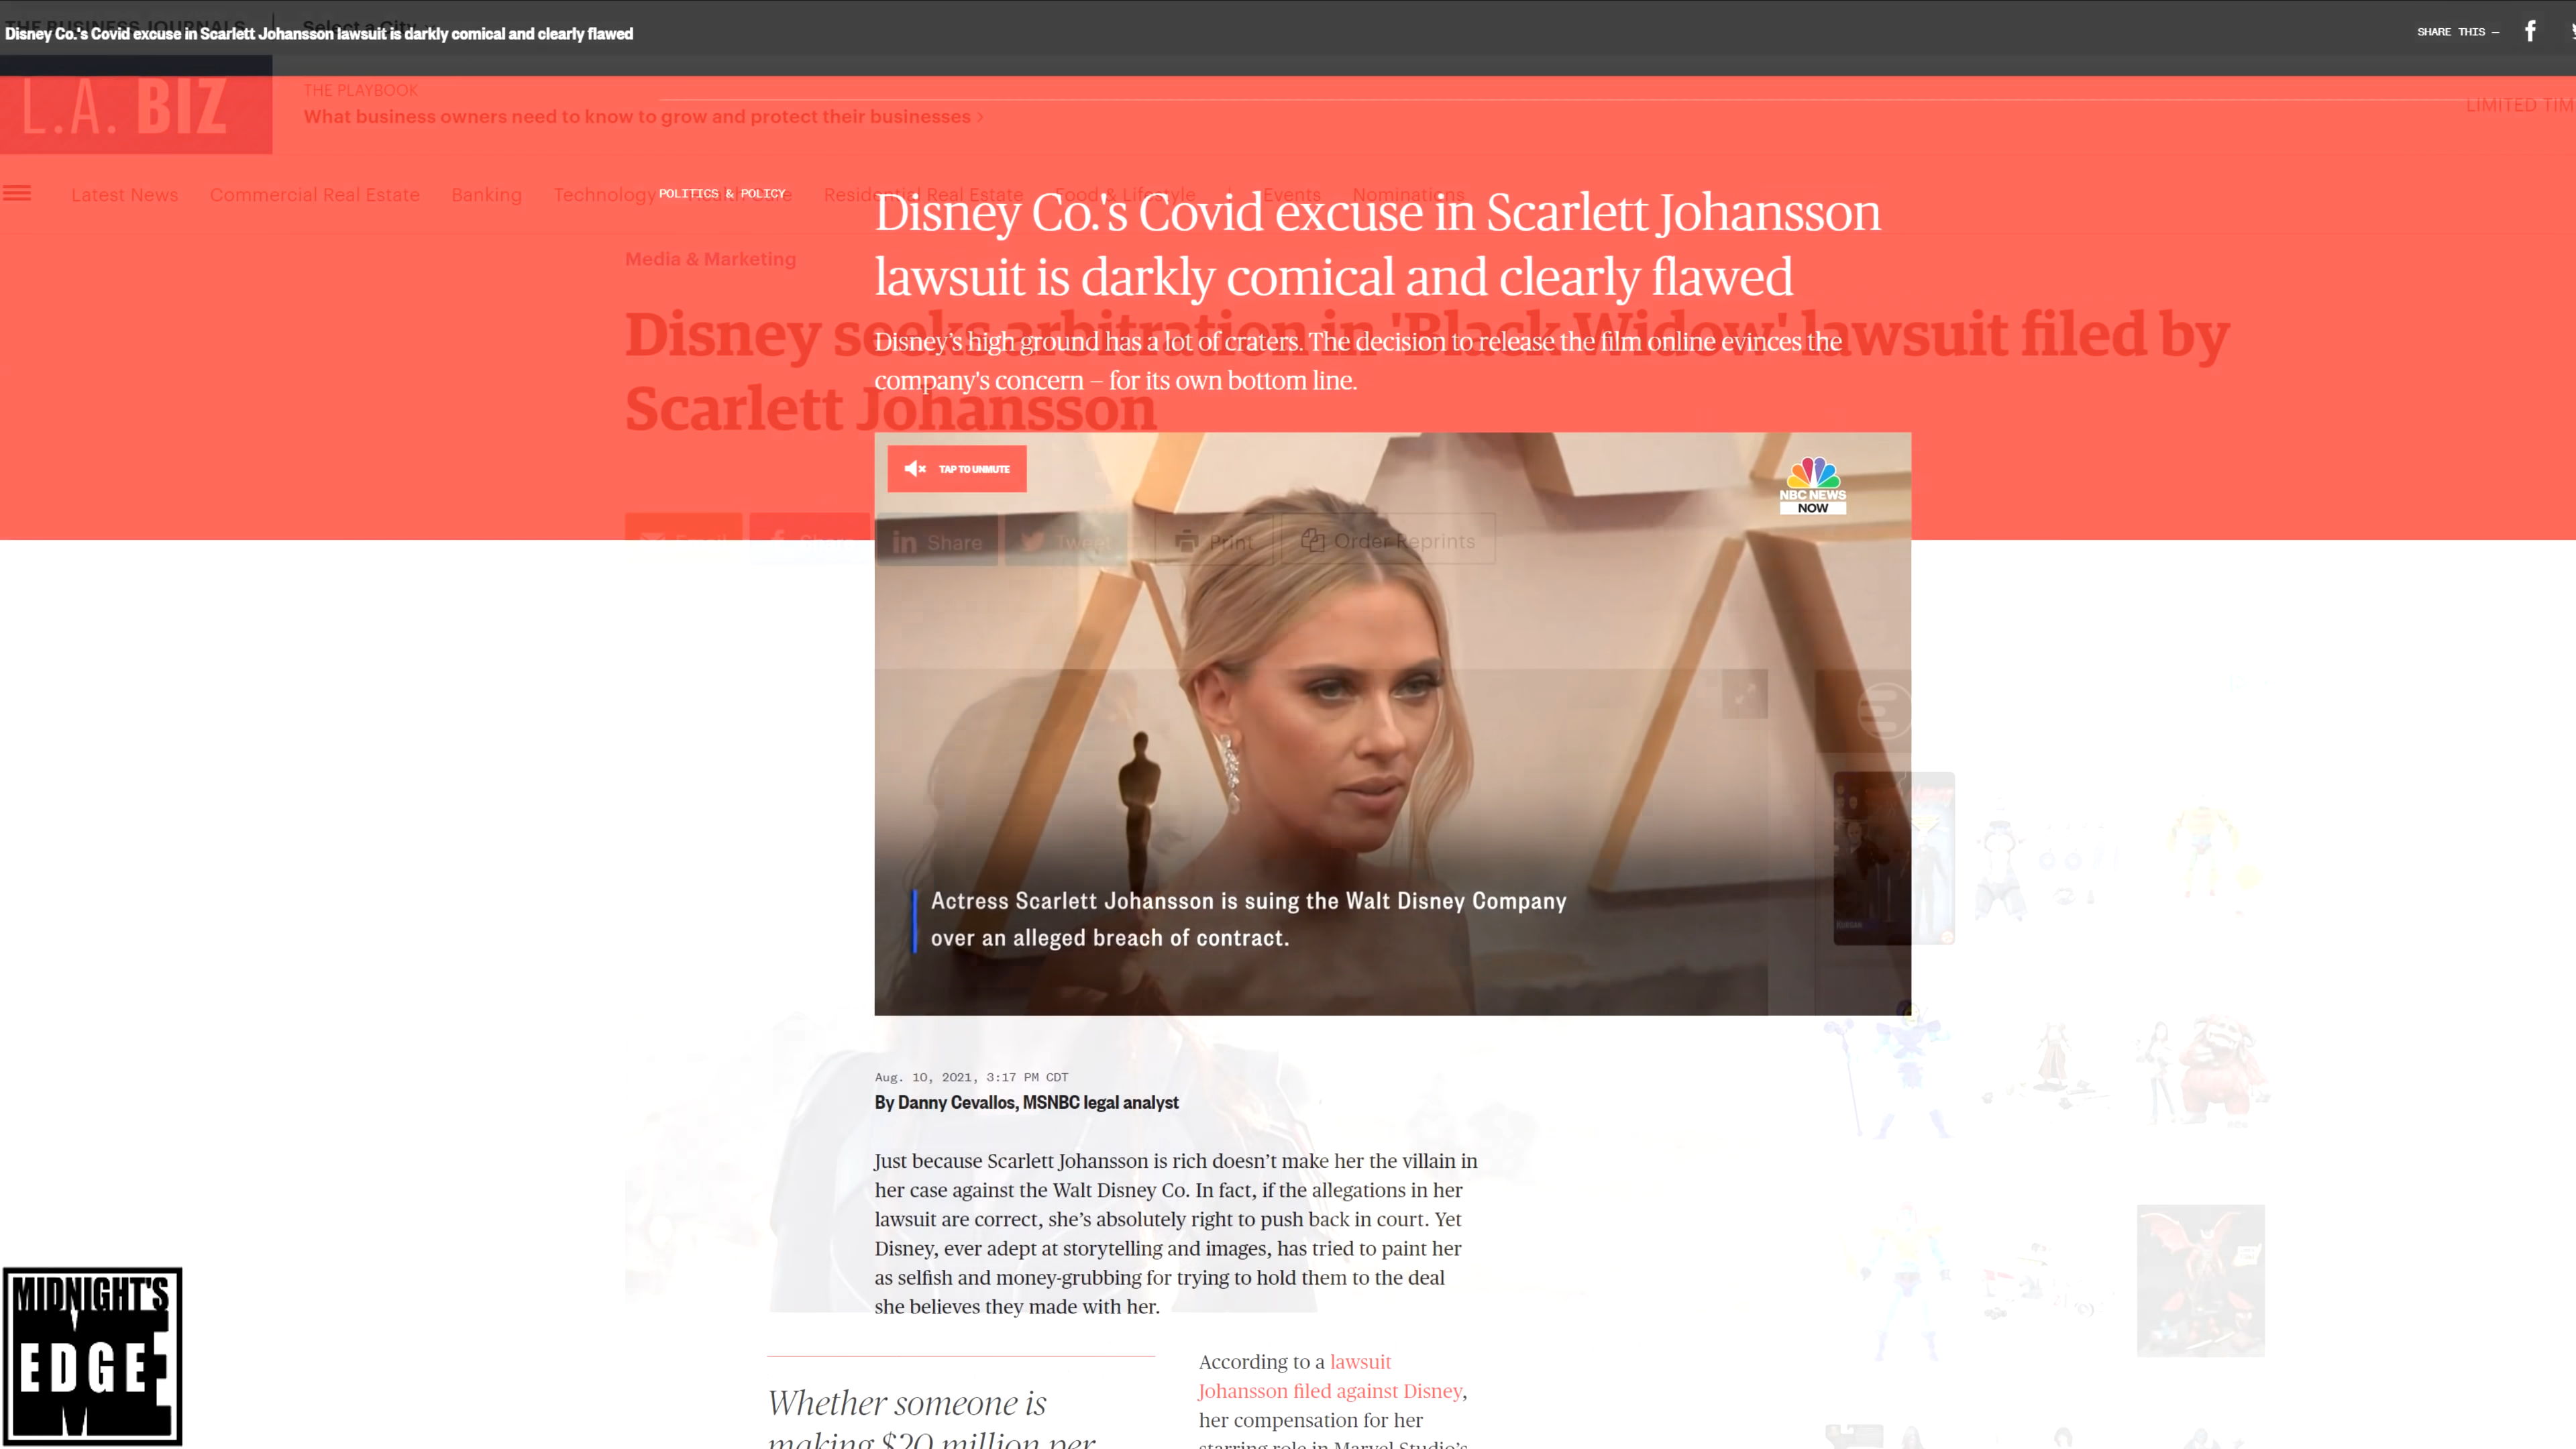 THE BUSINESS JOURNALS
Select a City
Disney Co.'s Covid excuse in Scarlett Johansson lawsuit is darkly comical and clearly flawed
SHARE THIS —
L.A. BIZ
THE PLAYBOOK
What business owners need to know to grow and protect their businesses >
LIMITED TIM
Latest News
Commercial Real Estate
Banking
Technology
POLITICS & POLICY
Residential Real Estate
Food & Lifestyle
Events
Nominations
Disney Co.'s Covid excuse in Scarlett Johansson
lawsuit is darkly comical and clearly flawed
Media & Marketing
Disney seeks arbitration in 'Black Widow' lawsuit filed by
Scarlett Johansson
Disney's high ground has a lot of craters. The decision to release the film online evinces the
company's concern – for its own bottom line.
TAP TO UNMUTE
NBC NEWS
NOW
Email
Share
Share
Tweet
Print
Order Reprints
Actress Scarlett Johansson is suing the Walt Disney Company
over an alleged breach of contract.
Aug. 10, 2021, 3:17 PM CDT
By Danny Cevallos, MSNBC legal analyst
Just because Scarlett Johansson is rich doesn't make her the villain in
her case against the Walt Disney Co. In fact, if the allegations in her
lawsuit are correct, she's absolutely right to push back in court. Yet
Disney, ever adept at storytelling and images, has tried to paint her
as selfish and money-grubbing for trying to hold them to the deal
she believes they made with her.
Whether someone is
making $20 million per
According to a lawsuit
Johansson filed against Disney,
her compensation for her
starring role in Marvel Studio's
MIDNIGHT'S
EDGE